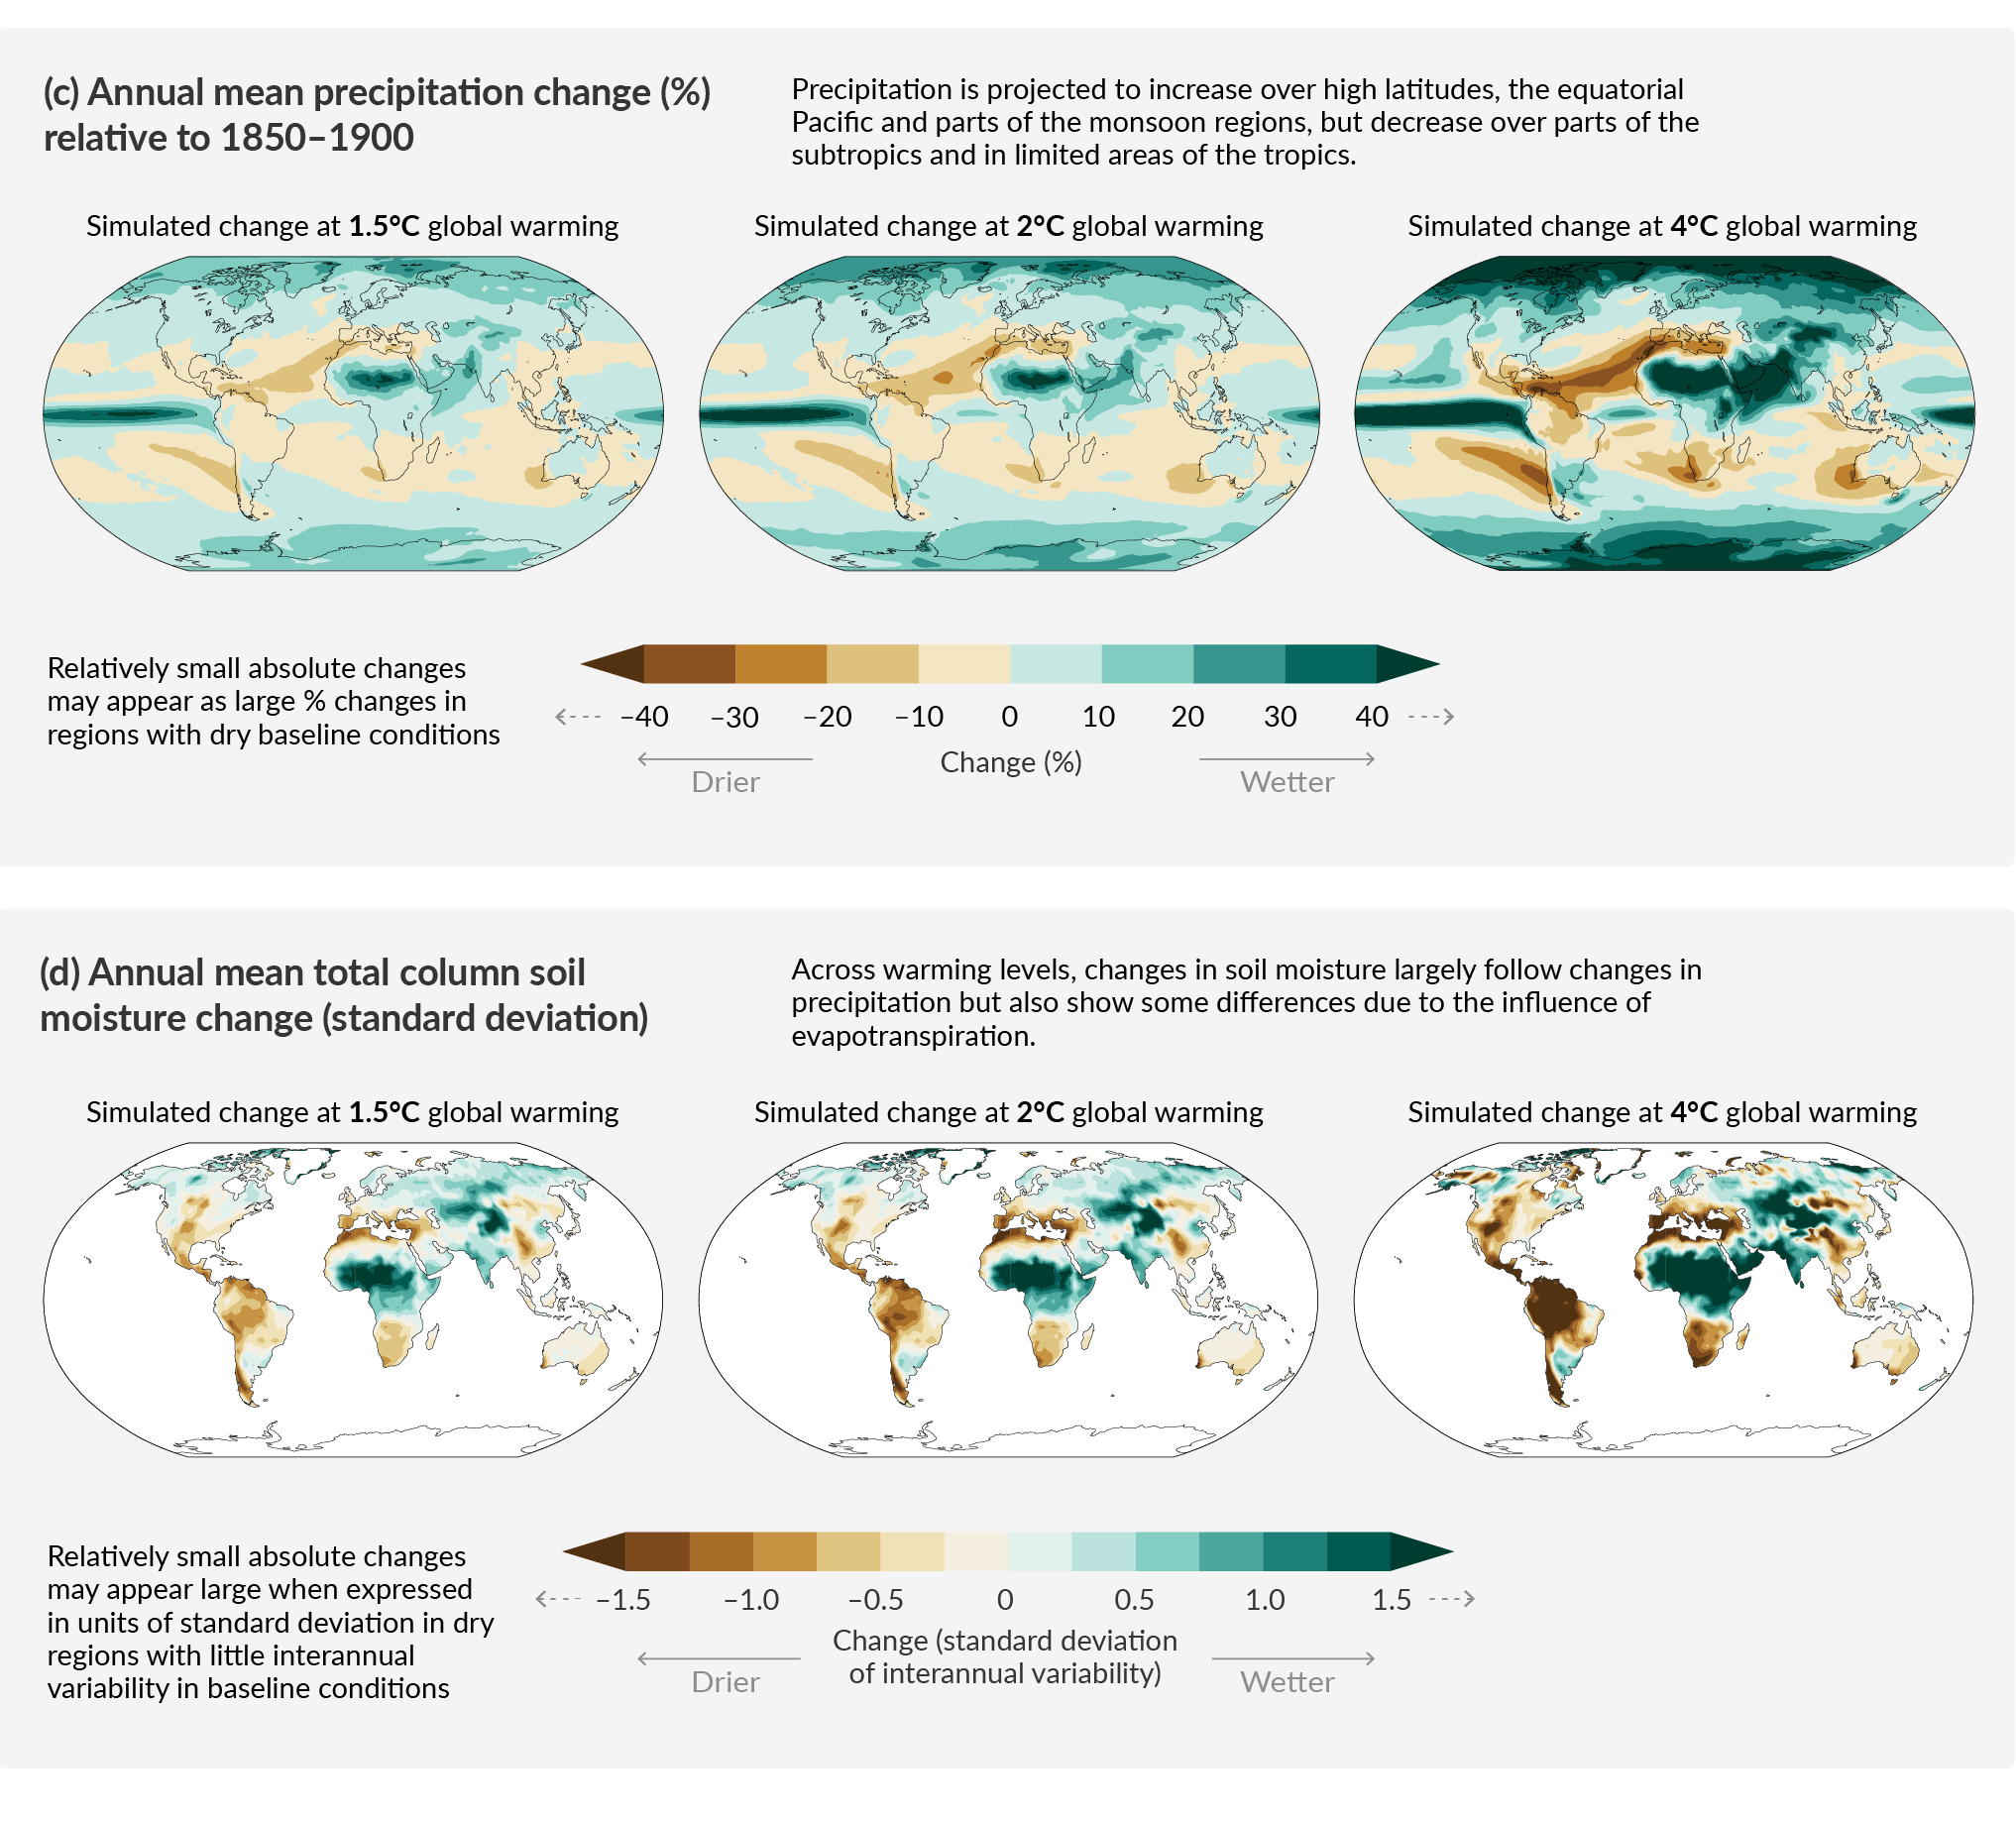 (c) Annual mean precipitation change (%)
relative to 1850–1900
Precipitation is projected to increase over high latitudes, the equatorial
Pacific and parts of the monsoon regions, but decrease over parts of the
subtropics and in limited areas of the tropics.
Simulated change at 1.5°C global warming
Simulated change at 2°C global warming
Simulated change at 4°C global warming
Relatively small absolute changes
may appear as large % changes in
regions with dry baseline conditions
–40 –30 –20 –10 0 10 20 30 40
Change (%)
Drier
Wetter
(d) Annual mean total column soil
moisture change (standard deviation)
Across warming levels, changes in soil moisture largely follow changes in
precipitation but also show some differences due to the influence of
evapotranspiration.
Simulated change at 1.5°C global warming
Simulated change at 2°C global warming
Simulated change at 4°C global warming
Relatively small absolute changes
may appear large when expressed
in units of standard deviation in dry
regions with little interannual
variability in baseline conditions
–1.5 –1.0 –0.5 0 0.5 1.0 1.5
Change (standard deviation
of interannual variability)
Drier
Wetter